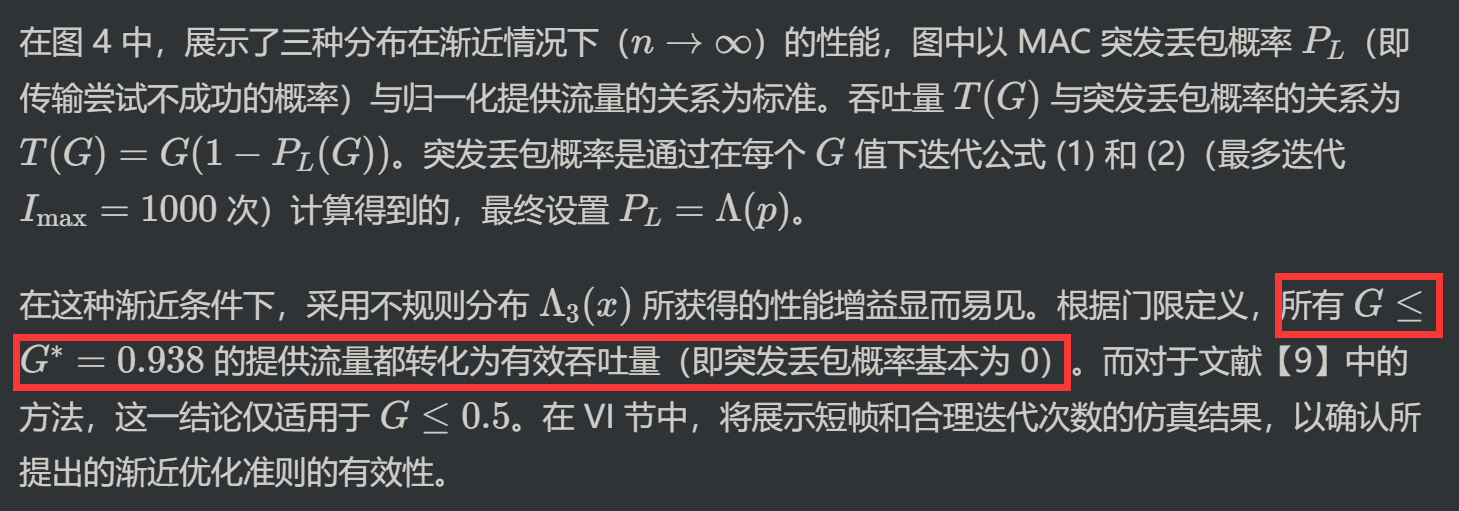 在图 4 中，展示了三种分布在渐近情况下（n → ∞）的性能，图中以 MAC 突发丢包概率 P_L（即
传输尝试不成功的概率）与归一化提供流量的关系为标准。吞吐量 T(G) 与突发丢包概率的关系为
T(G) = G(1 − P_L(G))。突发丢包概率是通过在每个 G 值下迭代公式 (1) 和 (2)（最多迭代
I_max = 1000 次）计算得到的，最终设置 P_L = Λ(p)。
在这种渐近条件下，采用不规则分布 Λ₃(x) 所获得的性能增益显而易见。根据门限定义，所有 G ≤
G* = 0.938 的提供流量都转化为有效吞吐量（即突发丢包概率基本为 0）。而对于文献【9】中的
方法，这一结论仅适用于 G ≤ 0.5。在 VI 节中，将展示短帧和合理迭代次数的仿真结果，以确认所
提出的渐近优化准则的有效性。